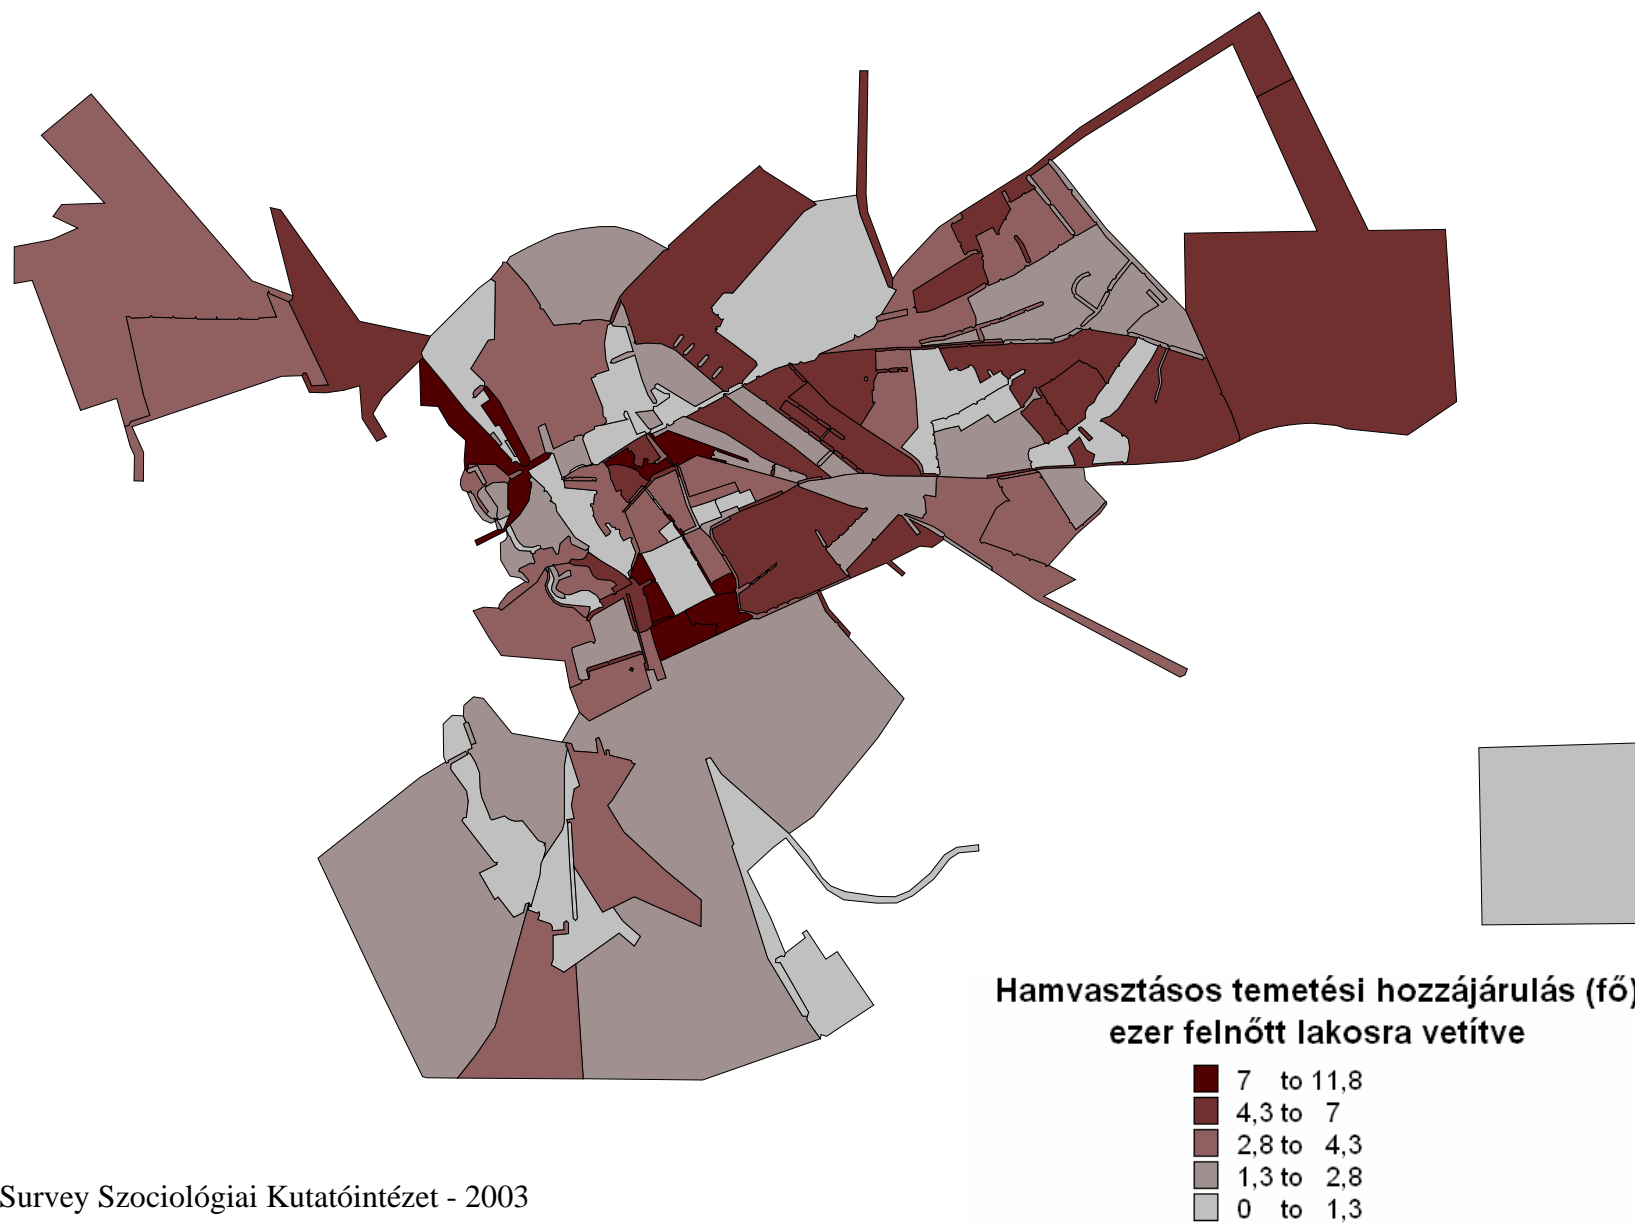 Hamvasztásos temetési hozzájárulás (fő)
ezer felnőtt lakosra vetítve
7 to 11,8
4,3 to 7
2,8 to 4,3
1,3 to 2,8
0 to 1,3
Survey Szociológiai Kutatóintézet - 2003